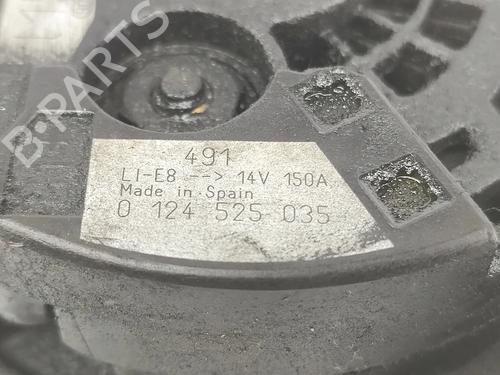 B-PARTS
491
LI-E8 --> 14V 150A
Made in Spain
0 124 525 035